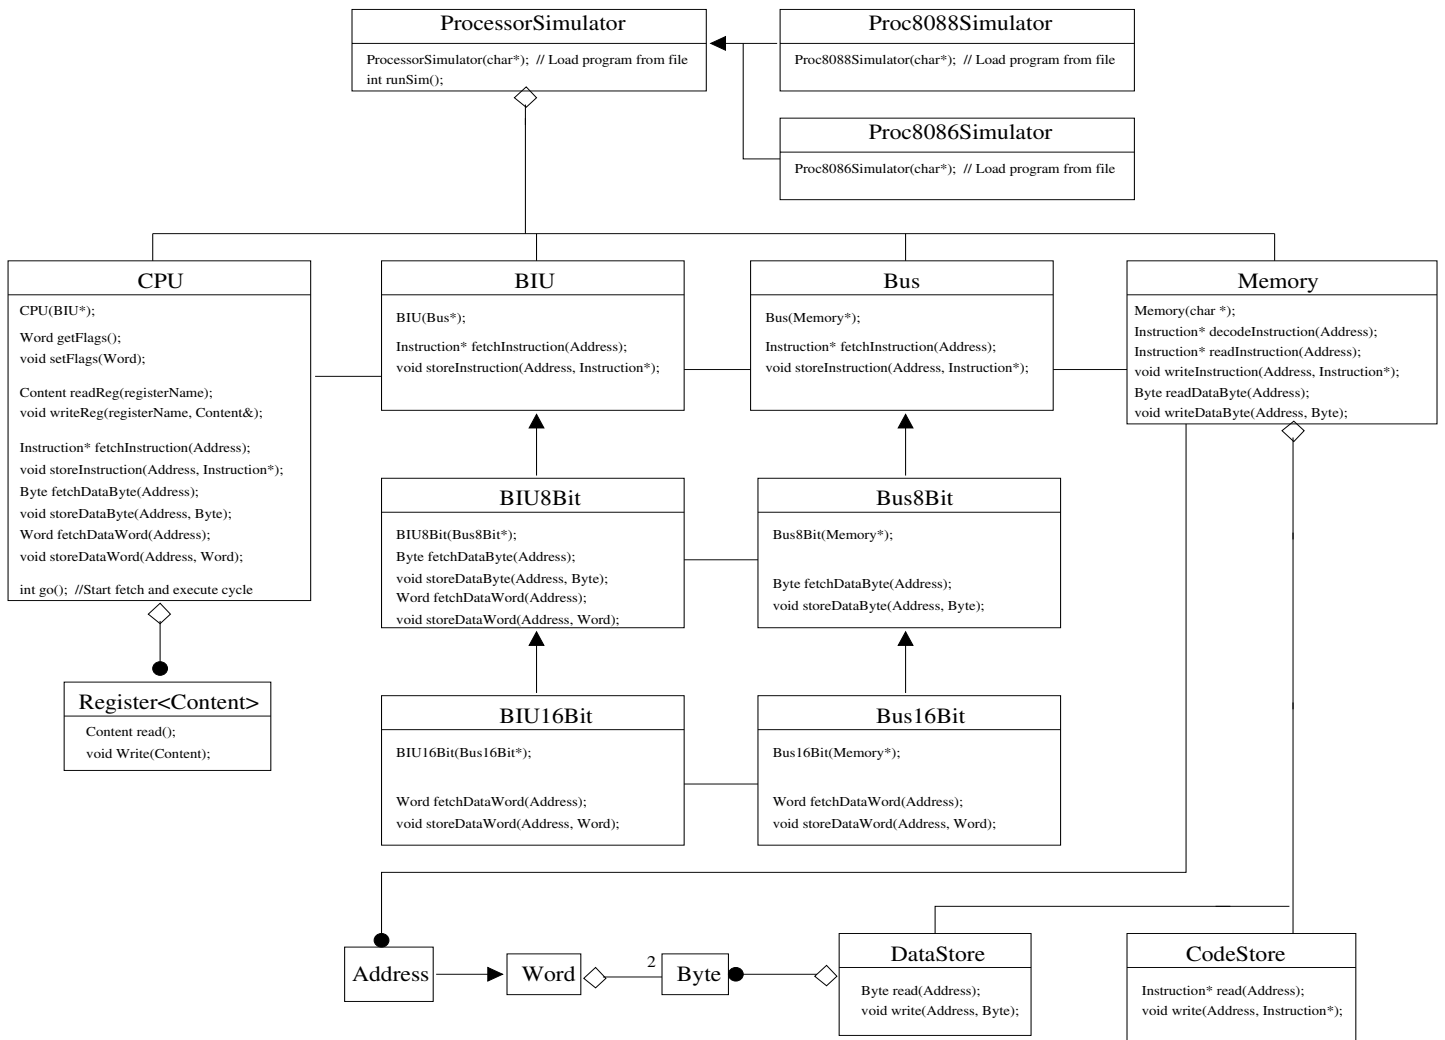 ProcessorSimulator
ProcessorSimulator(char*);  // Load program from file
int runSim();
Proc8088Simulator
Proc8088Simulator(char*);  // Load program from file
Proc8086Simulator
Proc8086Simulator(char*);  // Load program from file
CPU
CPU(BIU*);
Word getFlags();
void setFlags(Word);
Content readReg(registerName);
void writeReg(registerName, Content&);
Instruction* fetchInstruction(Address);
void storeInstruction(Address, Instruction*);
Byte fetchDataByte(Address);
void storeDataByte(Address, Byte);
Word fetchDataWord(Address);
void storeDataWord(Address, Word);
int go();  //Start fetch and execute cycle
BIU
BIU(Bus*);
Instruction* fetchInstruction(Address);
void storeInstruction(Address, Instruction*);
Bus
Bus(Memory*);
Instruction* fetchInstruction(Address);
void storeInstruction(Address, Instruction*);
Memory
Memory(char *);
Instruction* decodeInstruction(Address);
Instruction* readInstruction(Address);
void writeInstruction(Address, Instruction*);
Byte readDataByte(Address);
void writeDataByte(Address, Byte);
BIU8Bit
BIU8Bit(Bus8Bit*);
Byte fetchDataByte(Address);
void storeDataByte(Address, Byte);
Word fetchDataWord(Address);
void storeDataWord(Address, Word);
Bus8Bit
Bus8Bit(Memory*);
Byte fetchDataByte(Address);
void storeDataByte(Address, Byte);
Register<Content>
Content read();
void Write(Content);
BIU16Bit
BIU16Bit(Bus16Bit*);
Word fetchDataWord(Address);
void storeDataWord(Address, Word);
Bus16Bit
Bus16Bit(Memory*);
Word fetchDataWord(Address);
void storeDataWord(Address, Word);
Address
Word
2
Byte
DataStore
Byte read(Address);
void write(Address, Byte);
CodeStore
Instruction* read(Address);
void write(Address, Instruction*);